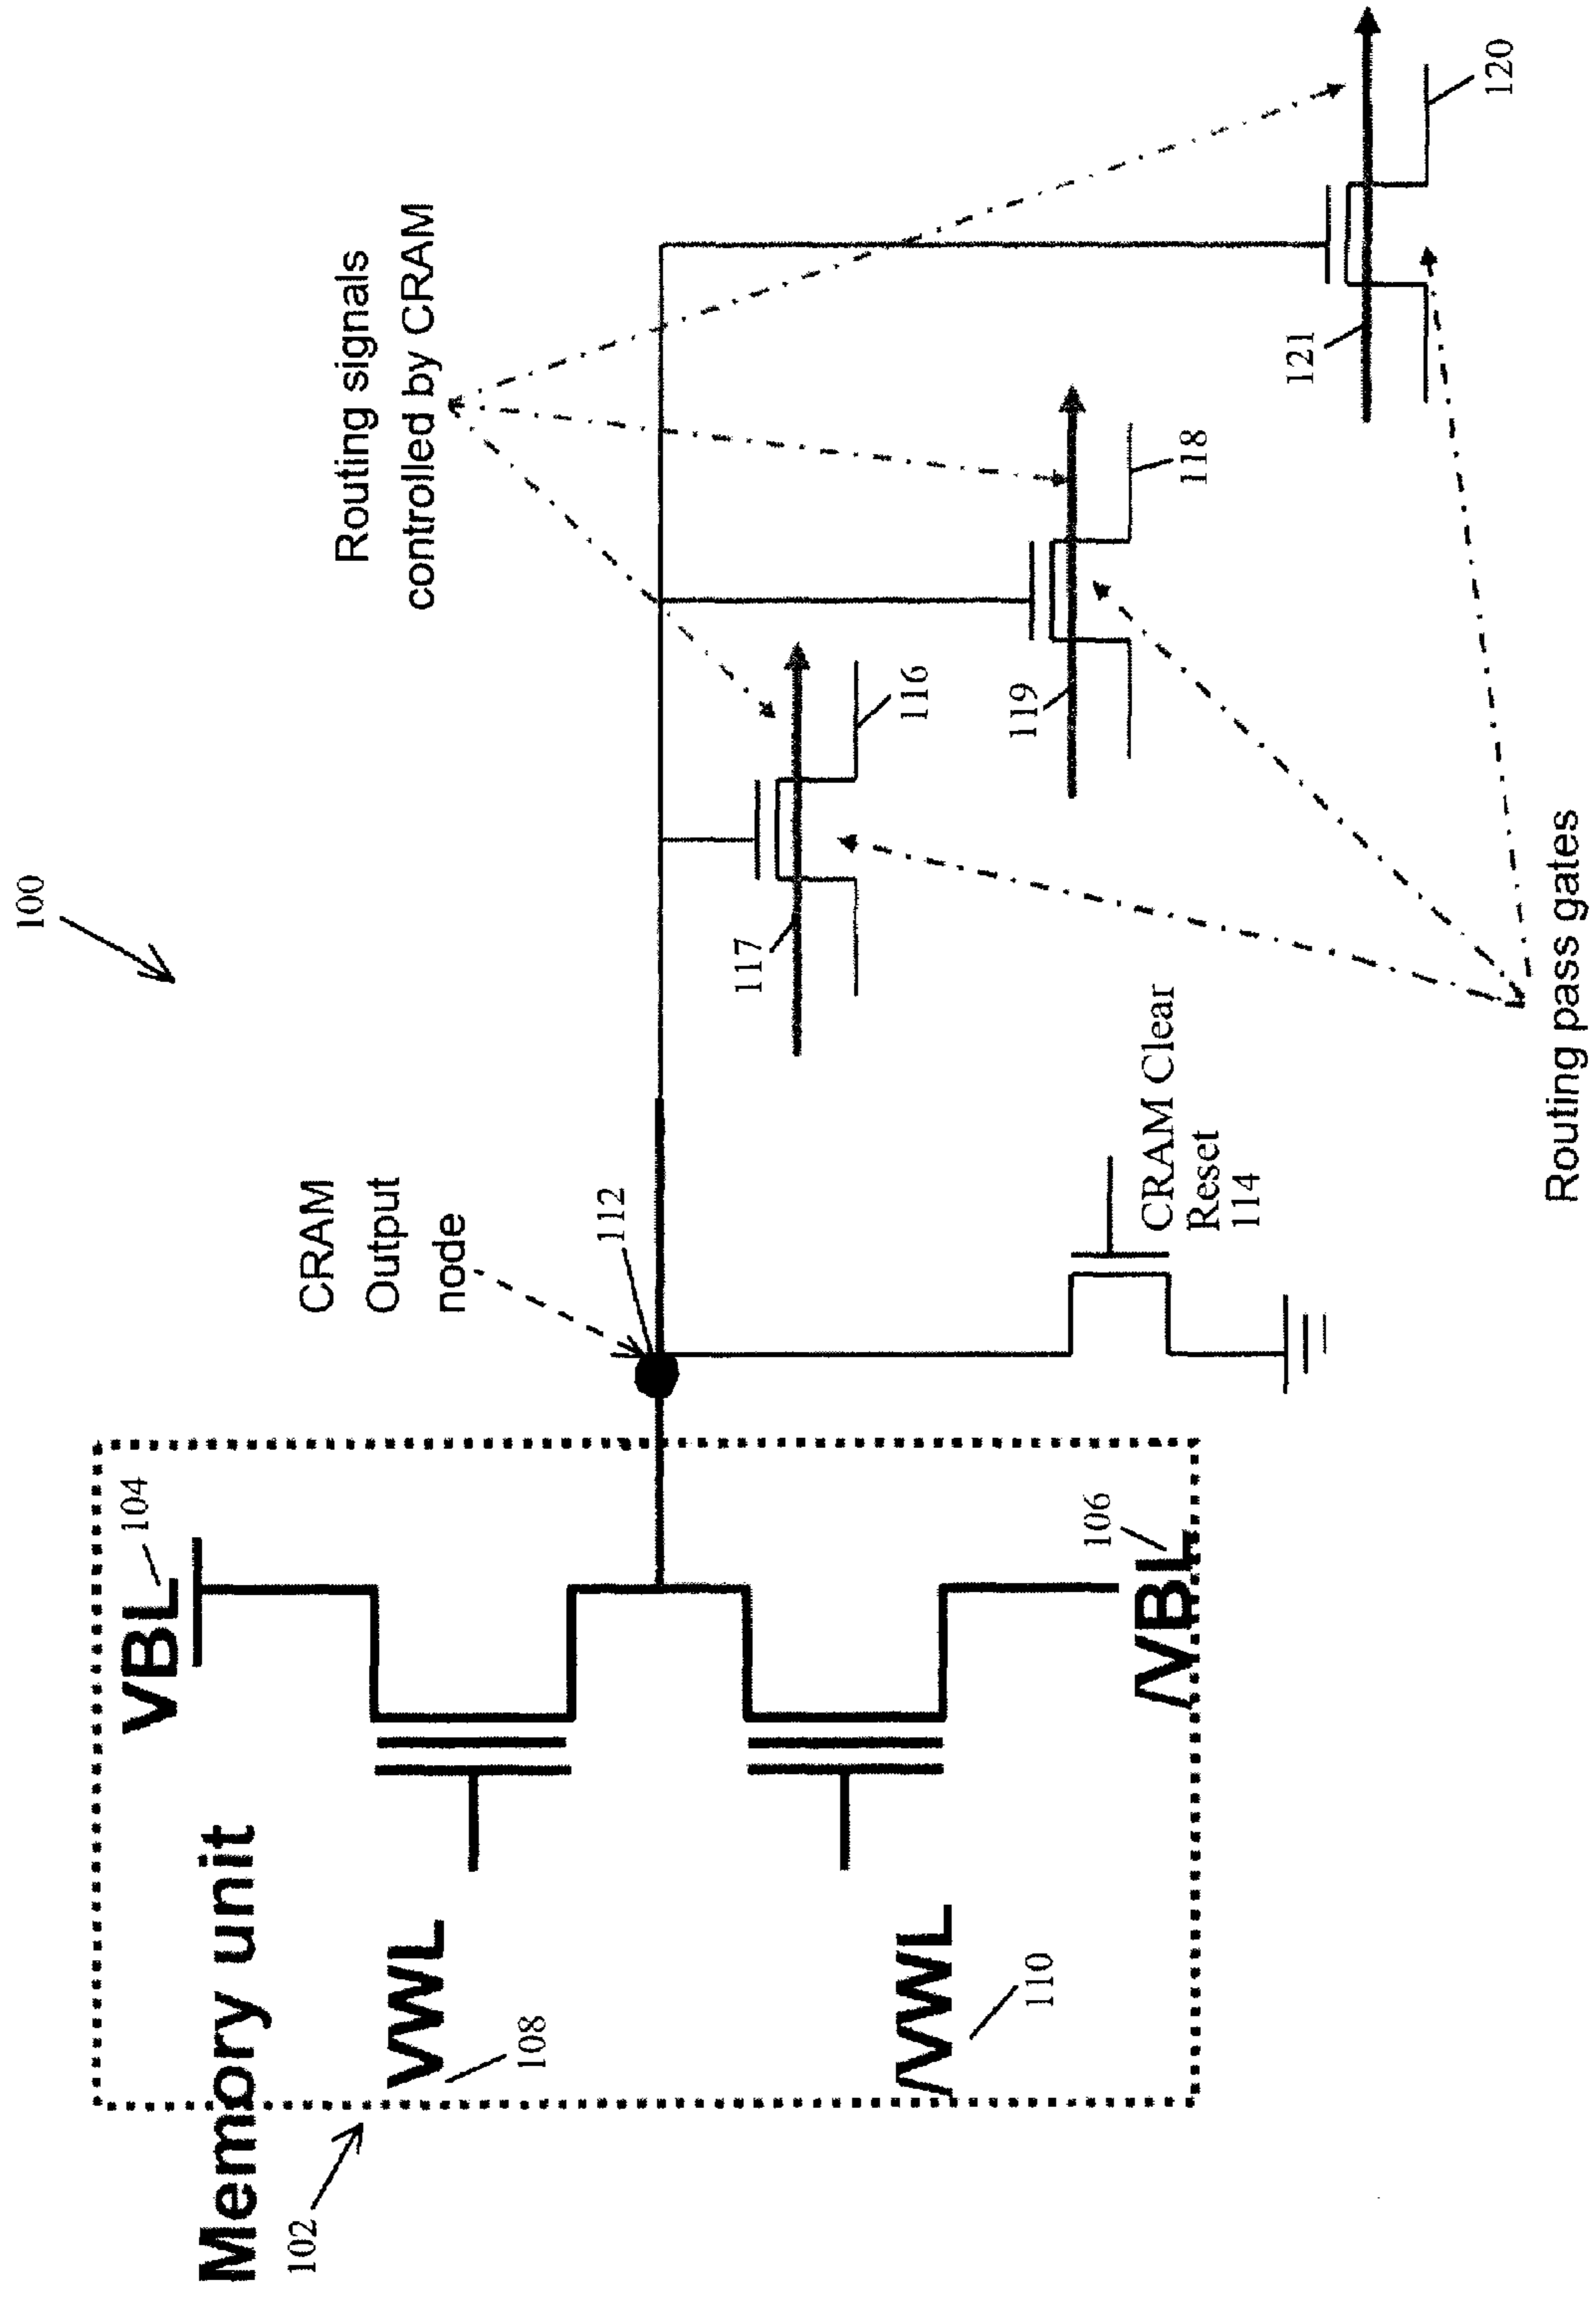 100
Memory unit
102
VBL
104
VWL
108
/VWL
110
/VBL
106
CRAM
Output
node
112
CRAM Clear
Reset
114
Routing signals
controlled by CRAM
117
116
119
118
121
120
Routing pass gates